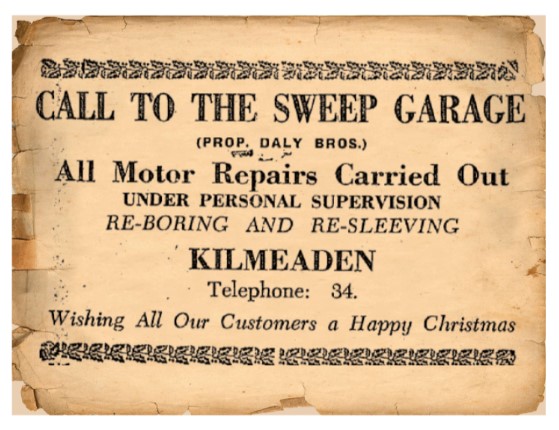 CALL TO THE SWEEP GARAGE
(PROP. DALY BROS.)
All Motor Repairs Carried Out
UNDER PERSONAL SUPERVISION
RE-BORING AND RE-SLEEVING
KILMEADEN
Telephone: 34.
Wishing All Our Customers a Happy Christmas